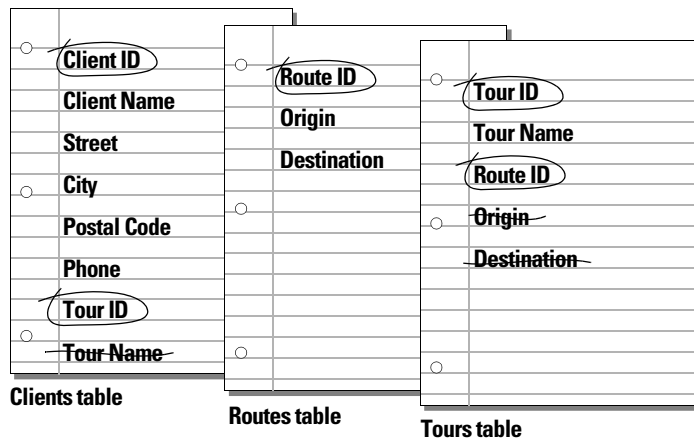 Client ID
Client Name
Street
City
Postal Code
Phone
Tour ID
Tour Name
Clients table
Route ID
Origin
Destination
Routes table
Tour ID
Tour Name
Route ID
Origin
Destination
Tours table